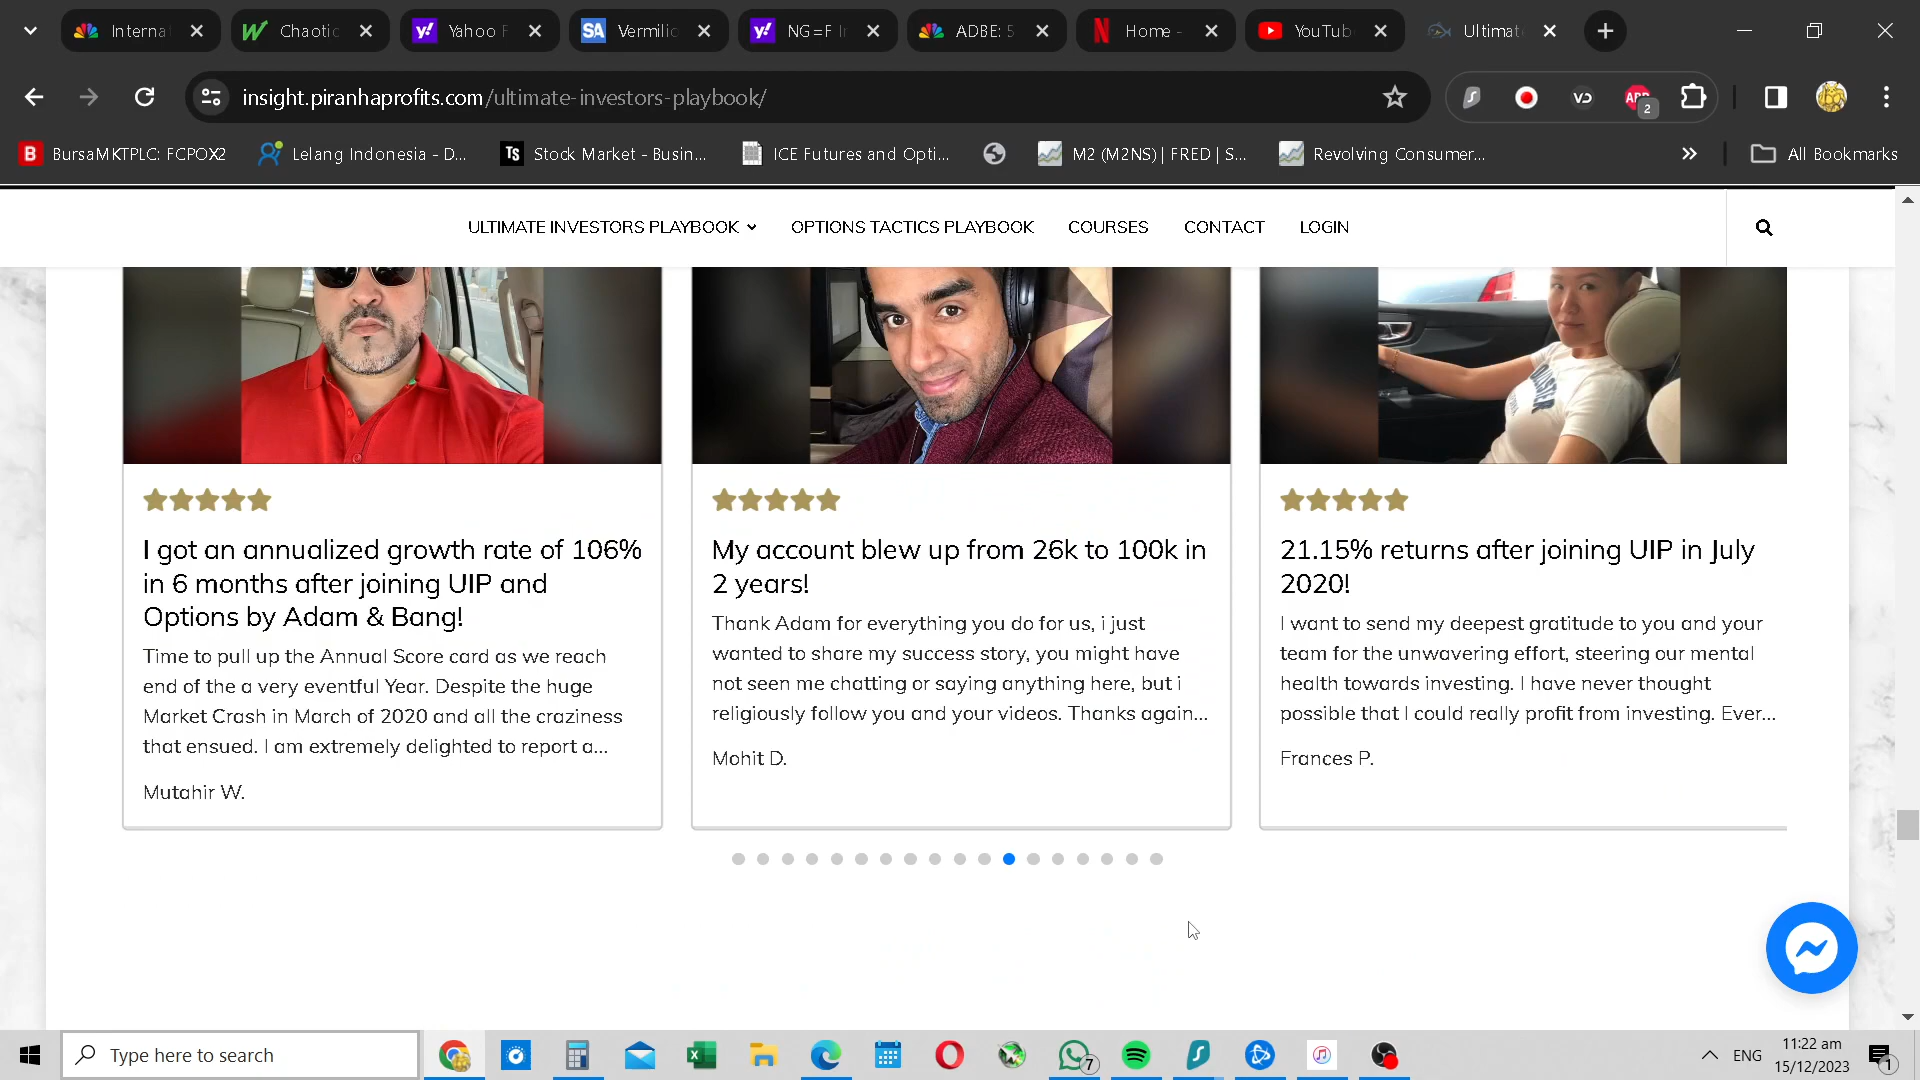 Interna
Chaotic
Yahoo F
SA
Vermilic
NG=F I
ADBE: 5
Home -
YouTub
Ultimat
insight.piranhaprofits.com/ultimate-investors-playbook/
VD
ABP
2
B BursaMKTPLC: FCPOX2
Lelang Indonesia - D...
TS Stock Market - Busin...
ICE Futures and Opti...
M2 (M2NS) | FRED | S...
Revolving Consumer...
All Bookmarks
ULTIMATE INVESTORS PLAYBOOK
OPTIONS TACTICS PLAYBOOK
COURSES
CONTACT
LOGIN
I got an annualized growth rate of 106%
in 6 months after joining UIP and
Options by Adam & Bang!
Time to pull up the Annual Score card as we reach
end of the a very eventful Year. Despite the huge
Market Crash in March of 2020 and all the craziness
that ensued. I am extremely delighted to report a...
Mutahir W.
My account blew up from 26k to 100k in
2 years!
Thank Adam for everything you do for us, i just
wanted to share my success story, you might have
not seen me chatting or saying anything here, but i
religiously follow you and your videos. Thanks again...
Mohit D.
21.15% returns after joining UIP in July
2020!
I want to send my deepest gratitude to you and your
team for the unwavering effort, steering our mental
health towards investing. I have never thought
possible that I could really profit from investing. Ever...
Frances P.
Type here to search
7
ENG
11:22 am
15/12/2023
1